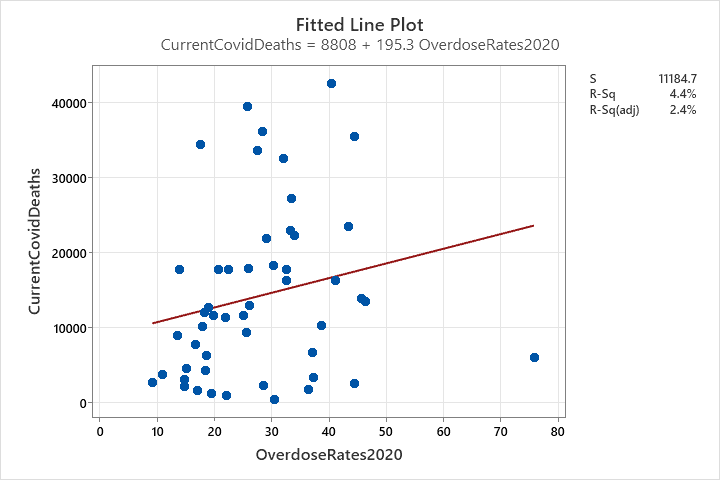 Fitted Line Plot
CurrentCovidDeaths = 8808 + 195.3 OverdoseRates2020
S 11184.7
R-Sq 4.4%
R-Sq(adj) 2.4%
CurrentCovidDeaths
40000
30000
20000
10000
0
0 10 20 30 40 50 60 70 80
OverdoseRates2020